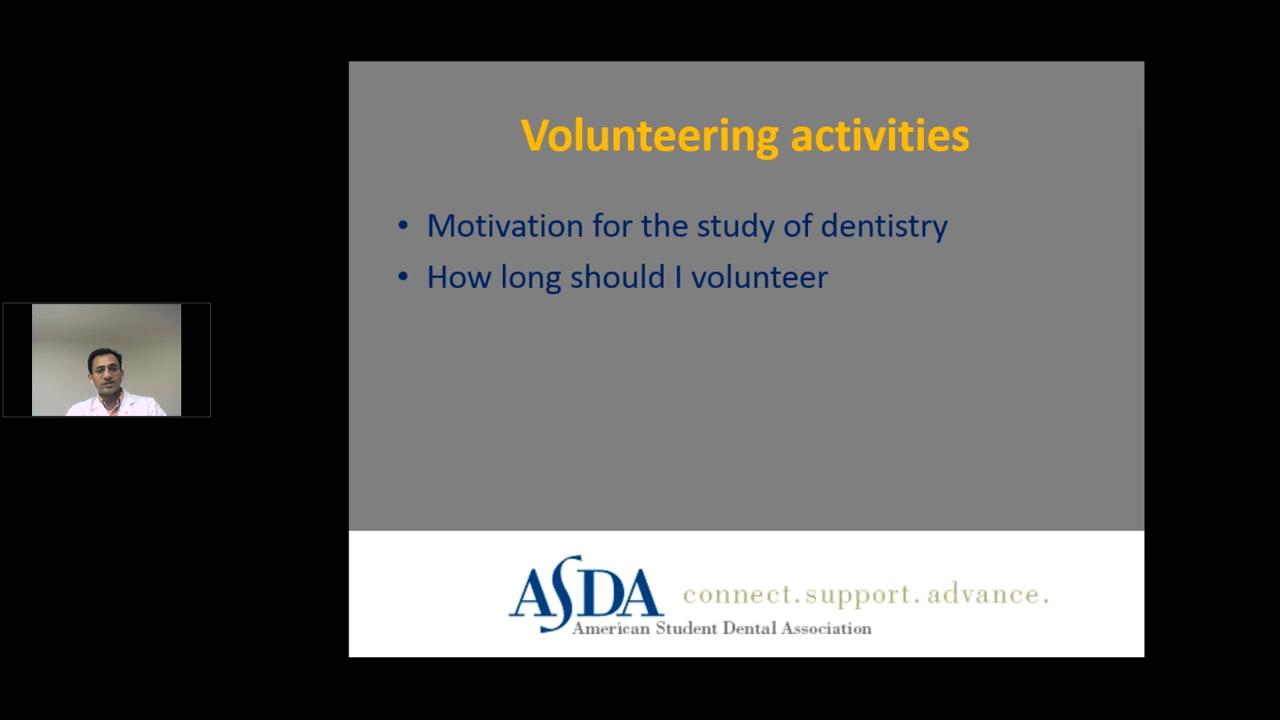 Volunteering activities
• Motivation for the study of dentistry
• How long should I volunteer
ASDA connect. support. advance.
American Student Dental Association